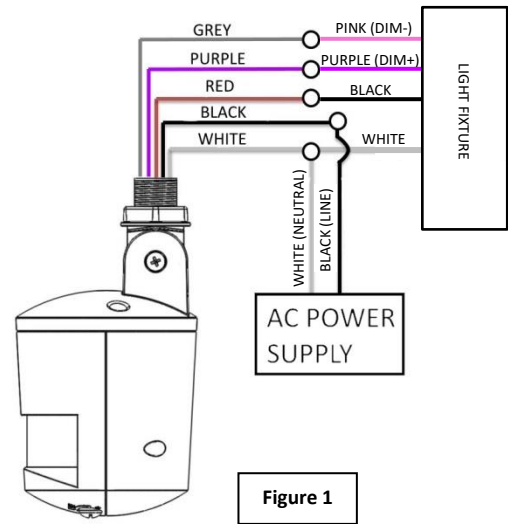 GREY
PINK (DIM-)
PURPLE
PURPLE (DIM+)
RED
BLACK
BLACK
WHITE
WHITE
LIGHT FIXTURE
WHITE (NEUTRAL)
BLACK (LINE)
AC POWER
SUPPLY
Figure 1